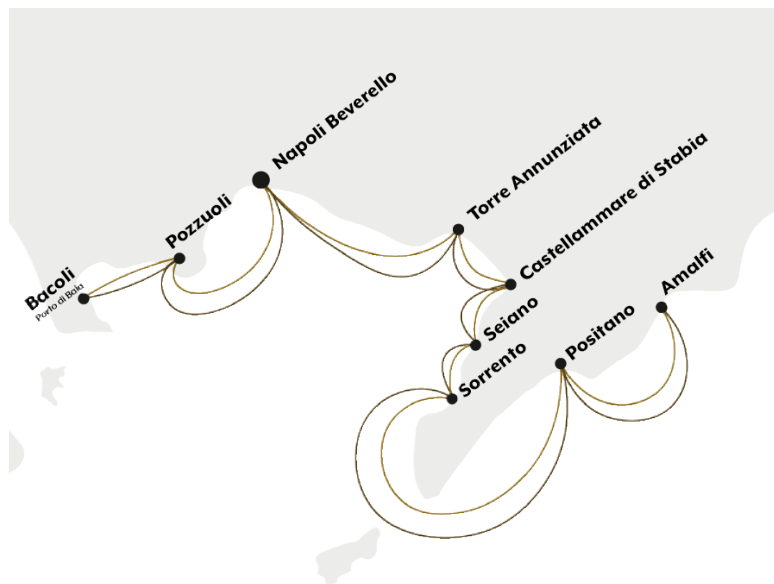 Napoli Beverello
Torre Annunziata
Castellammare di Stabia
Pozzuoli
Bacoli
Porto di Baia
Amalfi
Seiano
Positano
Sorrento